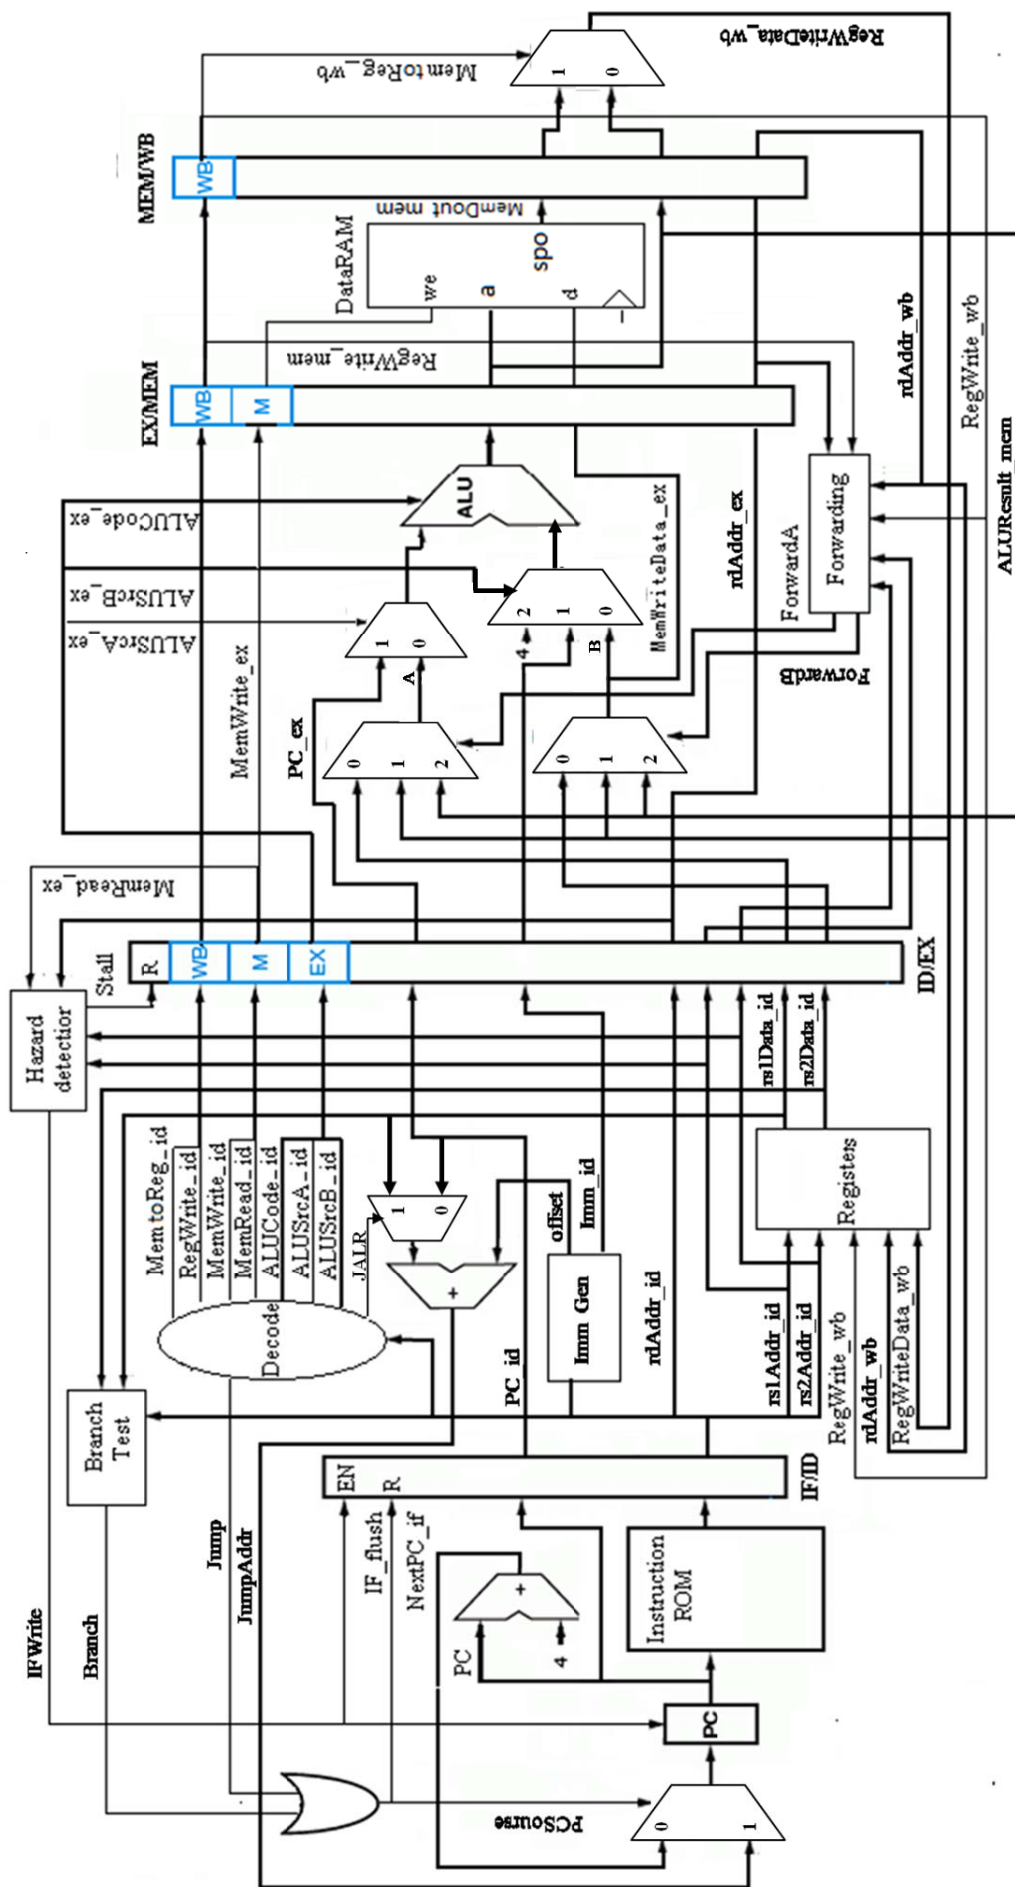 IFWrite
Branch
Jump
JumpAddr
IF_flush
NextPC_if
PCSourse
0
1
PC
PC
4
+
Instruction
ROM
EN
R
IF/ID
Branch
Test
Decode
MemtoReg_id
RegWrite_id
MemWrite_id
MemRead_id
ALUCode_id
ALUSrcA_id
ALUSrcB_id
JALR
1
0
+
PC_id
Imm Gen
offset
Imm_id
rdAddr_id
rs1Addr_id
rs2Addr_id
RegWrite_wb
rdAddr_wb
RegWriteData_wb
Registers
rs1Data_id
rs2Data_id
Hazard
detectior
Stall
MemRead_ex
R
WB
M
EX
ID/EX
MemWrite_ex
PC_ex
0
1
2
0
1
2
A
B
4
1
0
2
1
0
ALUSrcA_ex
ALUSrcB_ex
ALUCode_ex
ALU
MemWriteData_ex
rdAddr_ex
ForwardA
ForwardB
Forwarding
EX/MEM
WB
M
RegWrite_mem
DataRAM
we
a
d
spo
MemDout mem
MEM/WB
WB
MemtoReg_wb
1
0
RegWriteData_wb
rdAddr_wb
RegWrite_wb
ALUResult_mem